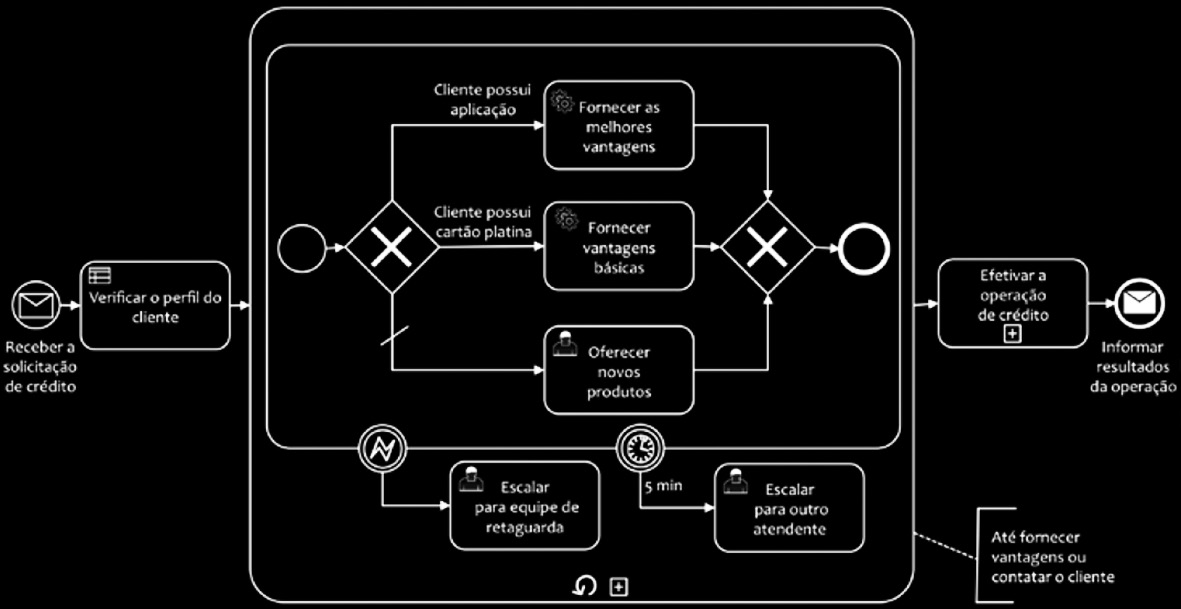 Receber a
solicitação
de crédito
Verificar o perfil do
cliente
Cliente possui
aplicação
Fornecer as
melhores
vantagens
Cliente possui
cartão platina
Fornecer
vantagens
básicas
Oferecer
novos
produtos
Escalar
para equipe de
retaguarda
5 min
Escalar
para outro
atendente
Efetivar a
operação
de crédito
Informar
resultados
da operação
Até fornecer
vantagens ou
contatar o cliente